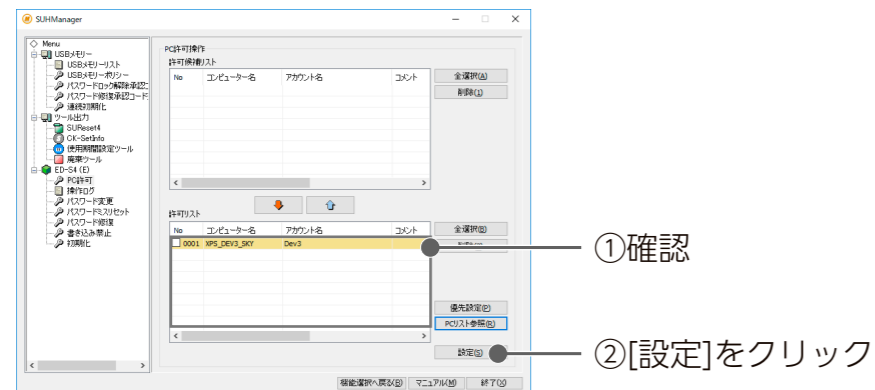 SUHManager
Menu
USBメモリー
USBメモリーリスト
USBメモリーポリシー
パスワードロック解除承認コ
パスワード修復承認コード
連続初期化
ツール出力
SUReset4
CK-SetInfo
使用期間設定ツール
廃棄ツール
ED-S4 (E)
PC許可
操作ログ
パスワード変更
パスワードミスリセット
パスワード修復
書き込み禁止
初期化
PC許可操作
許可候補リスト
No コンピューター名 アカウント名 コメント
全選択(A)
削除(1)
許可リスト
No コンピューター名 アカウント名 コメント
全選択(B)
0001 XPS_DEV3_SKY Dev3
①確認
優先設定(P)
PCリスト参照(R)
設定(S)
②[設定]をクリック
機能選択へ戻る(B) マニュアル(M) 終了(X)